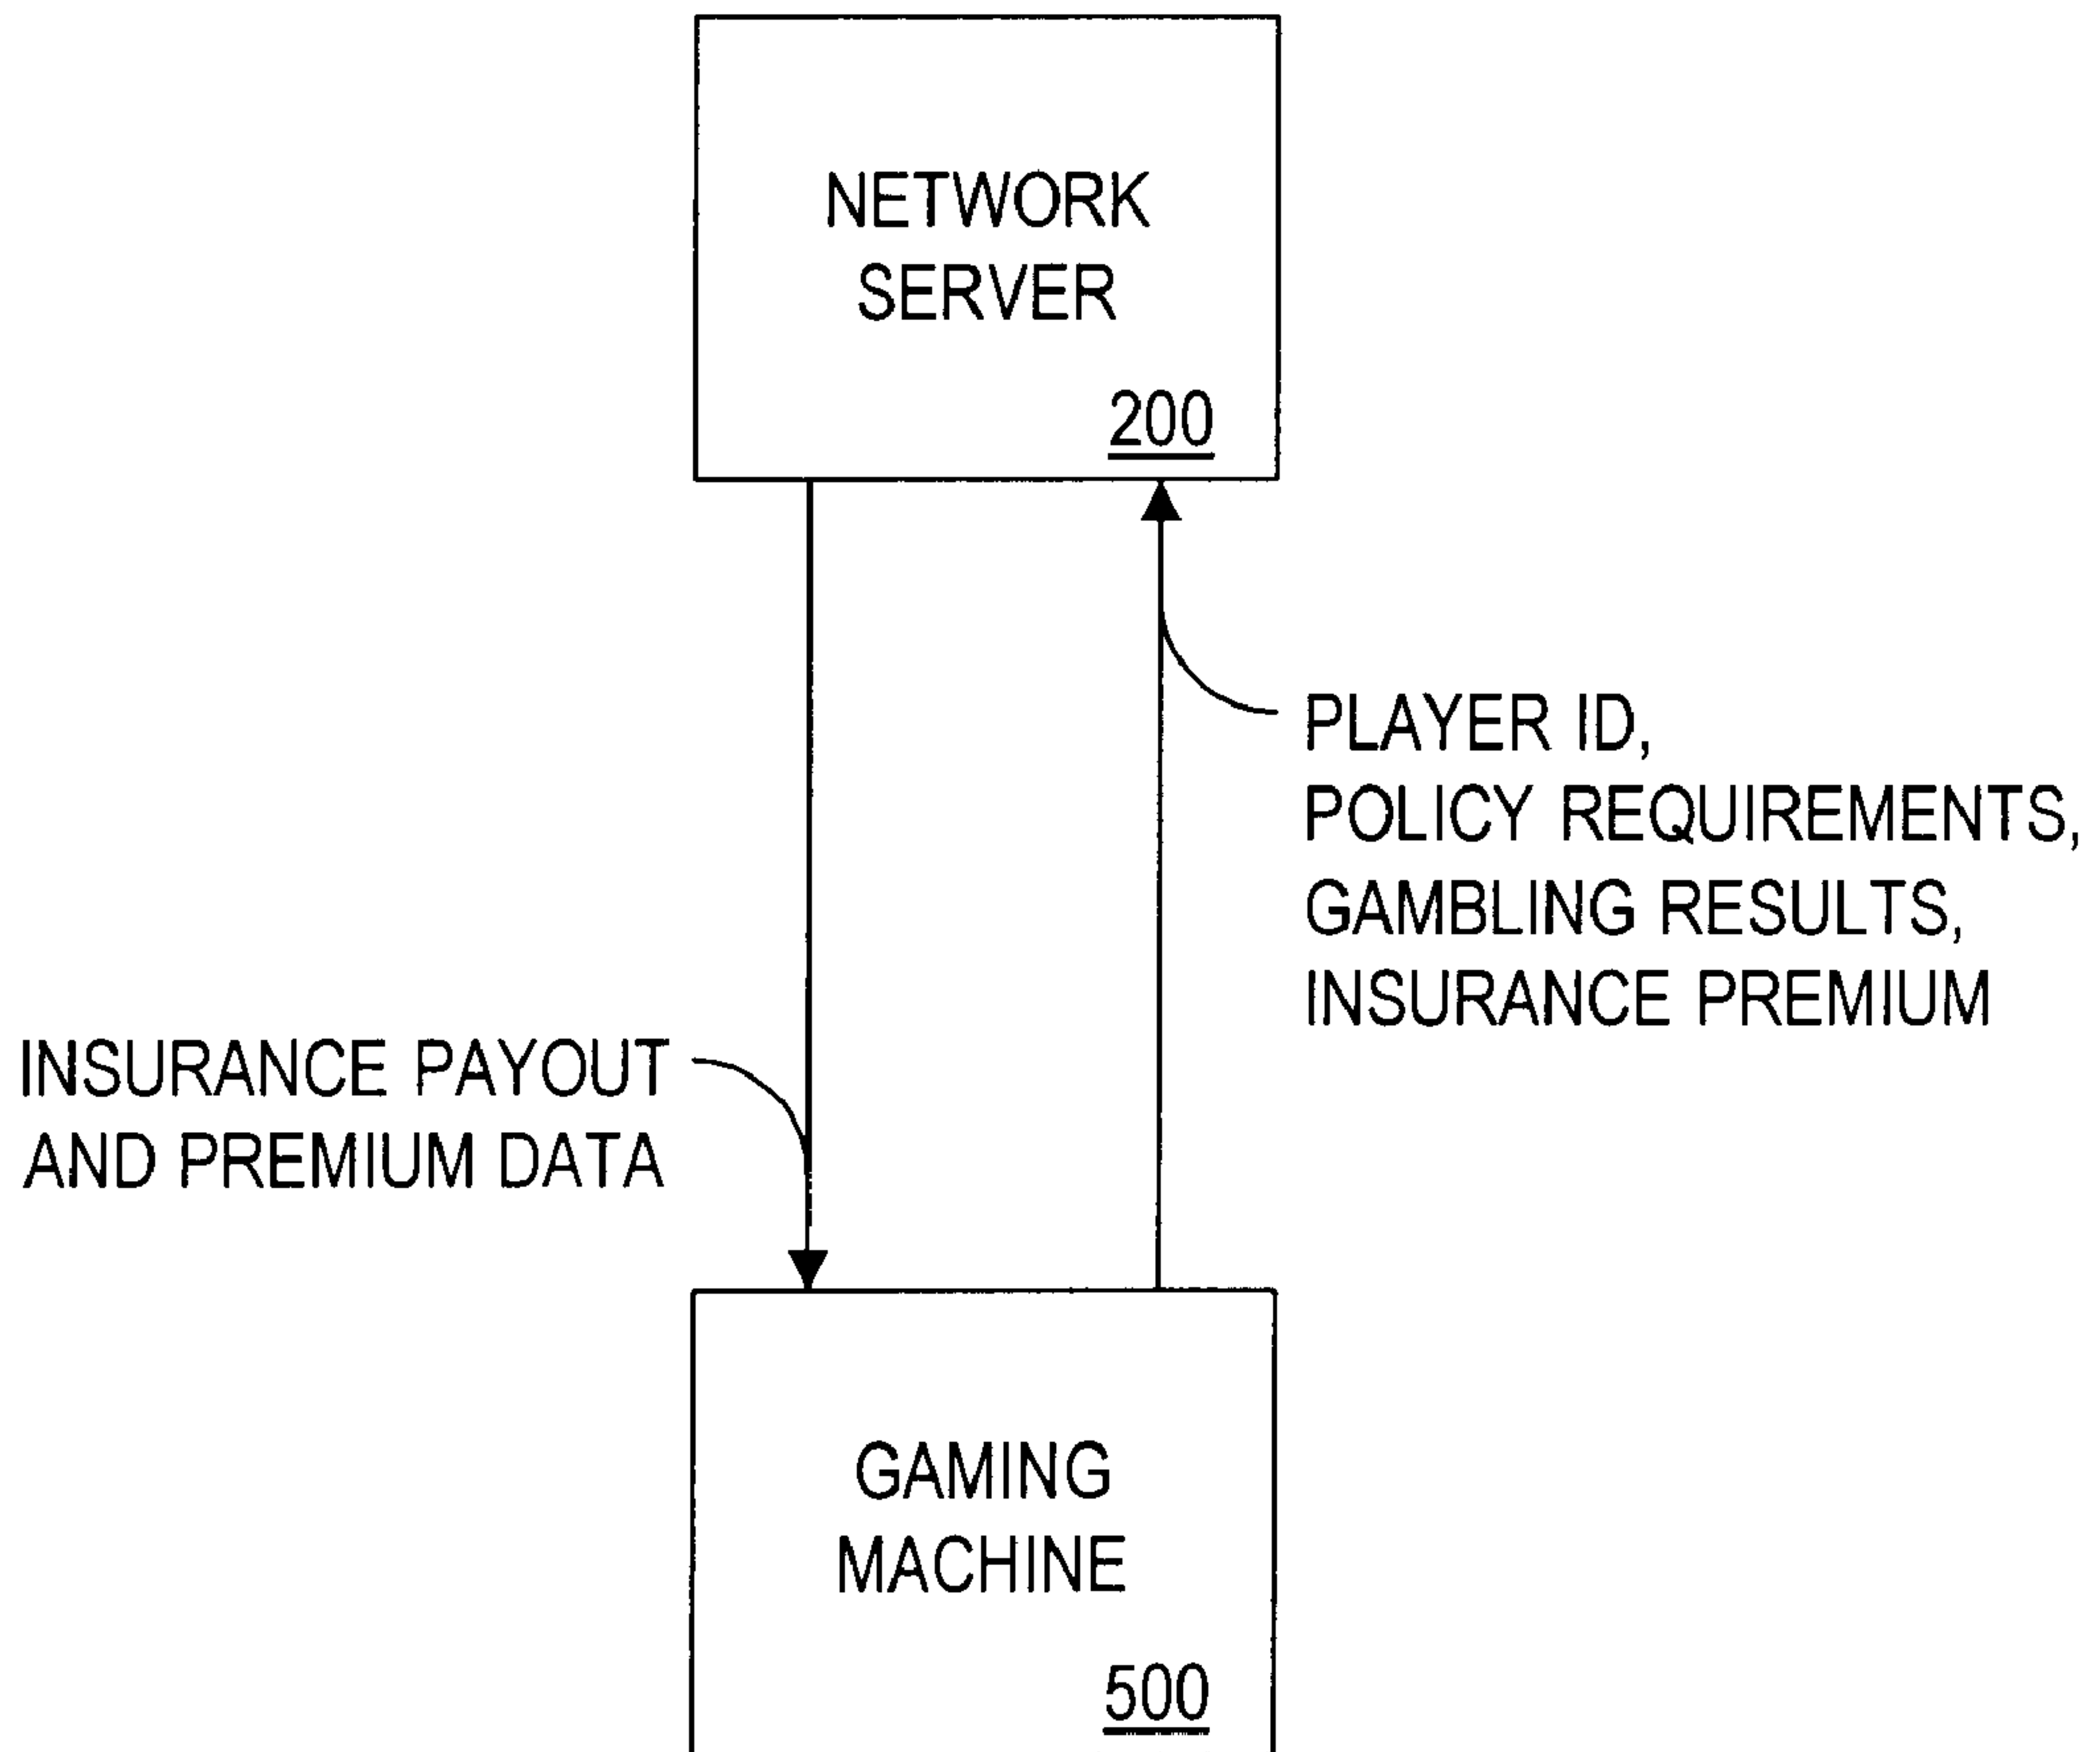 NETWORK
SERVER
200
PLAYER ID,
POLICY REQUIREMENTS,
GAMBLING RESULTS,
INSURANCE PREMIUM
INSURANCE PAYOUT
AND PREMIUM DATA
GAMING
MACHINE
500